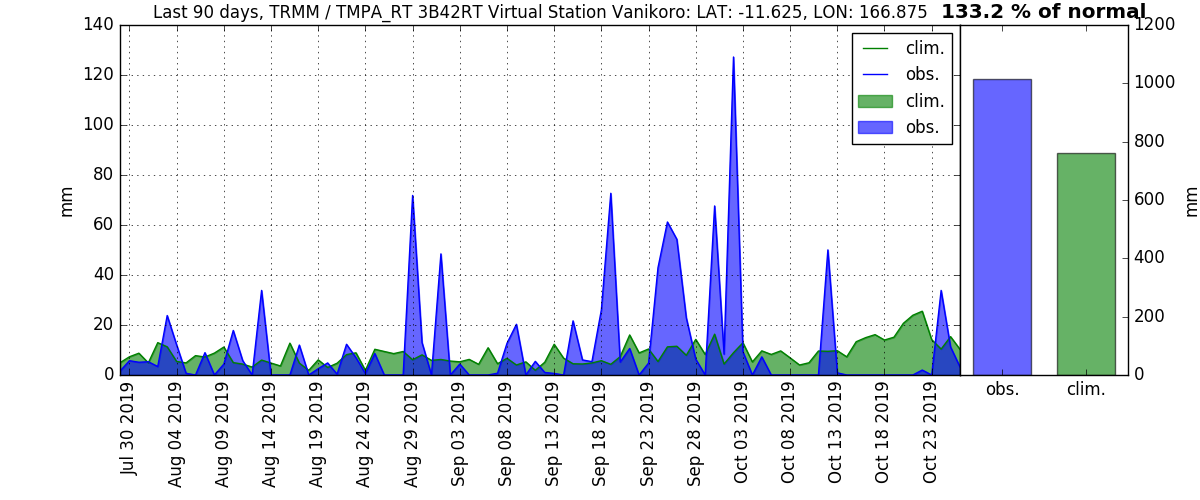 Last 90 days, TRMM / TMPA_RT 3B42RT Virtual Station Vanikoro: LAT: -11.625, LON: 166.875 133.2 % of normal
mm
140
120
100
80
60
40
20
0
clim.
obs.
clim.
obs.
1200
1000
800
600
400
200
0
mm
Jul 30 2019
Aug 04 2019
Aug 09 2019
Aug 14 2019
Aug 19 2019
Aug 24 2019
Aug 29 2019
Sep 03 2019
Sep 08 2019
Sep 13 2019
Sep 18 2019
Sep 23 2019
Sep 28 2019
Oct 03 2019
Oct 08 2019
Oct 13 2019
Oct 18 2019
Oct 23 2019
obs.
clim.